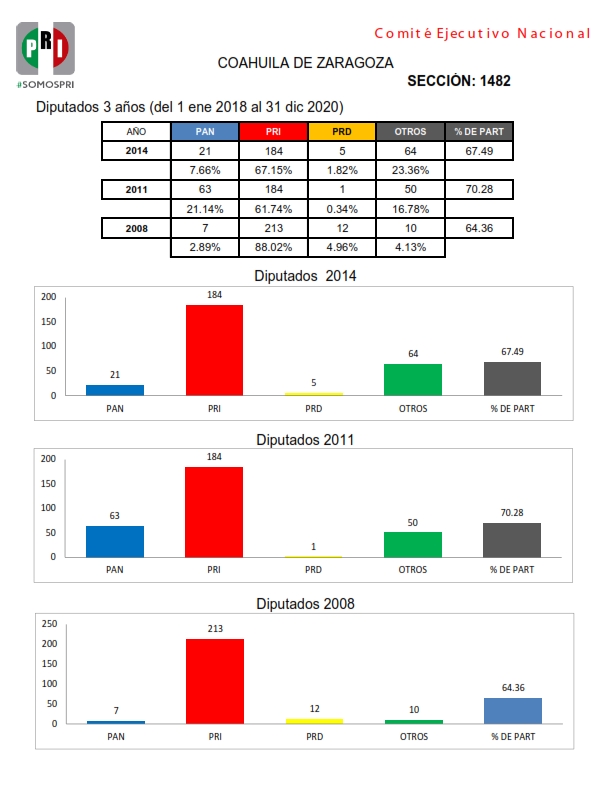 Comité Ejecutivo Nacional
PRI
#SOMOSPRI
COAHUILA DE ZARAGOZA
SECCIÓN: 1482
Diputados 3 años (del 1 ene 2018 al 31 dic 2020)
AÑO PAN PRI PRD OTROS % DE PART
2014 21 184 5 64 67.49
7.66% 67.15% 1.82% 23.36%
2011 63 184 1 50 70.28
21.14% 61.74% 0.34% 16.78%
2008 7 213 12 10 64.36
2.89% 88.02% 4.96% 4.13%
Diputados 2014
200
150
100
50
0
21 184 5 64 67.49
PAN PRI PRD OTROS % DE PART
Diputados 2011
200
150
100
50
0
63 184 1 50 70.28
PAN PRI PRD OTROS % DE PART
Diputados 2008
250
200
150
100
50
0
7 213 12 10 64.36
PAN PRI PRD OTROS % DE PART